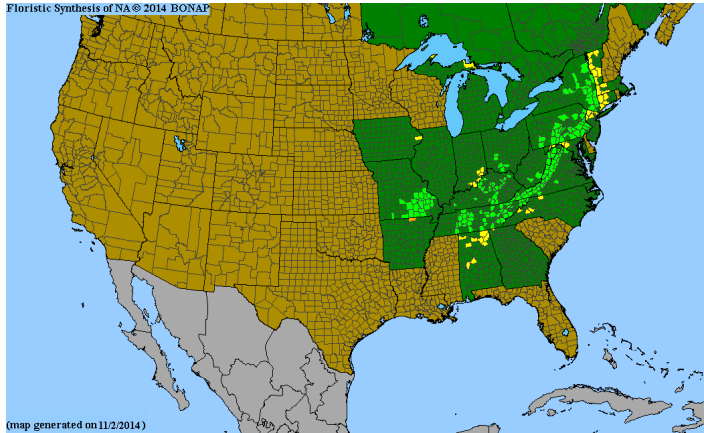 Floristic Synthesis of NA © 2014 BONAP
(map generated on 11/2/2014 )